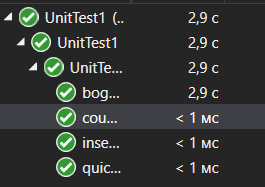 UnitTest1 (.. 2,9 с
UnitTest1 2,9 с
UnitTe... 2,9 с
bog... 2,9 с
cou... < 1 мс
inse... < 1 мс
quic... < 1 мс